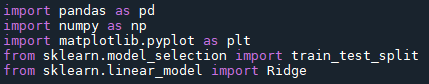 import pandas as pd
import numpy as np
import matplotlib.pyplot as plt
from sklearn.model_selection import train_test_split
from sklearn.linear_model import Ridge